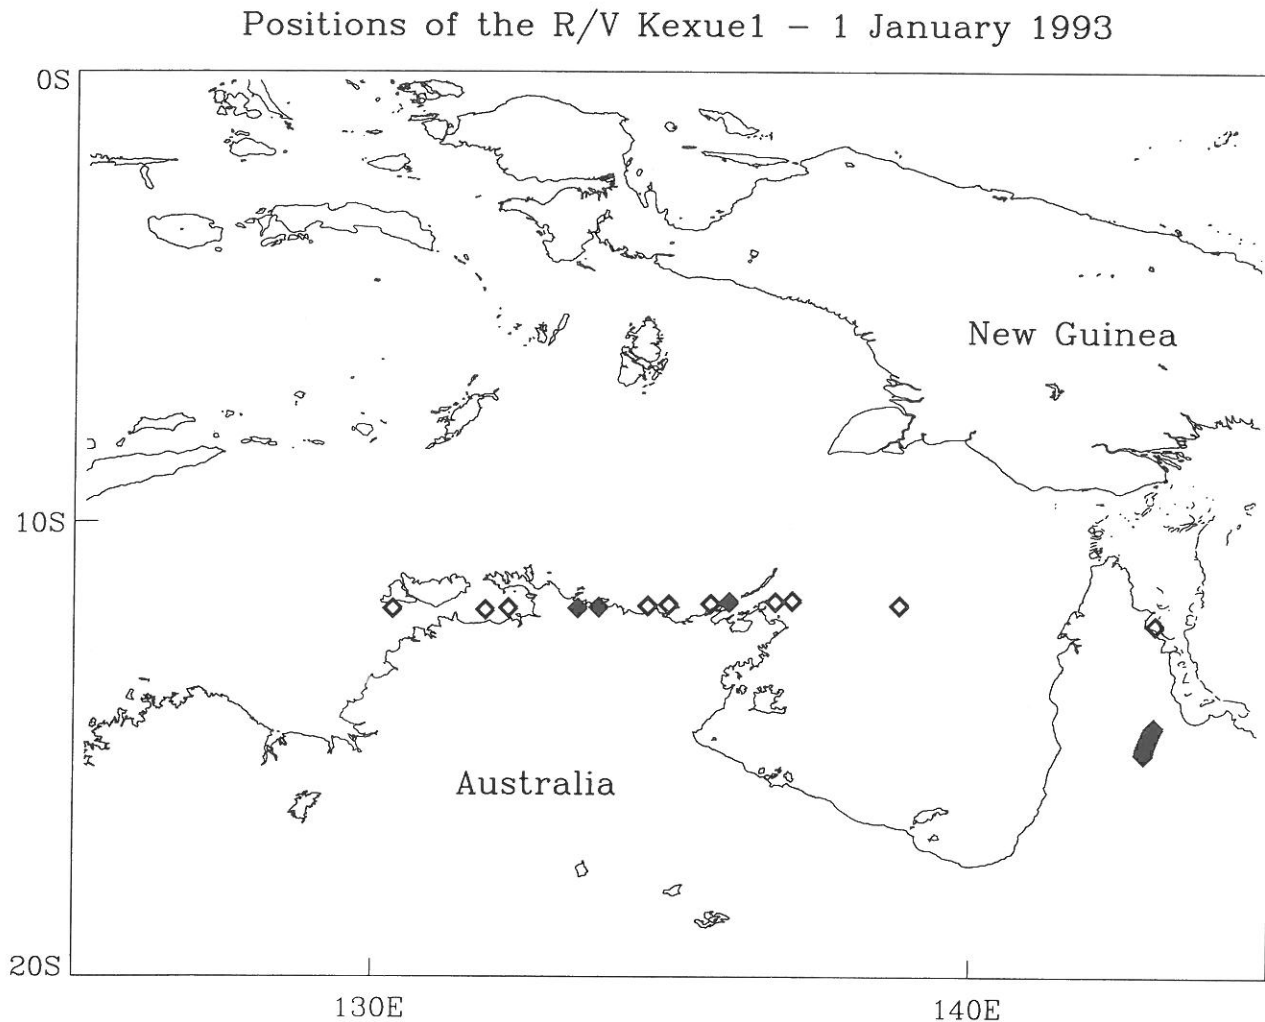 Positions of the R/V Kexue1 – 1 January 1993
0S
New Guinea
10S
Australia
20S
130E
140E